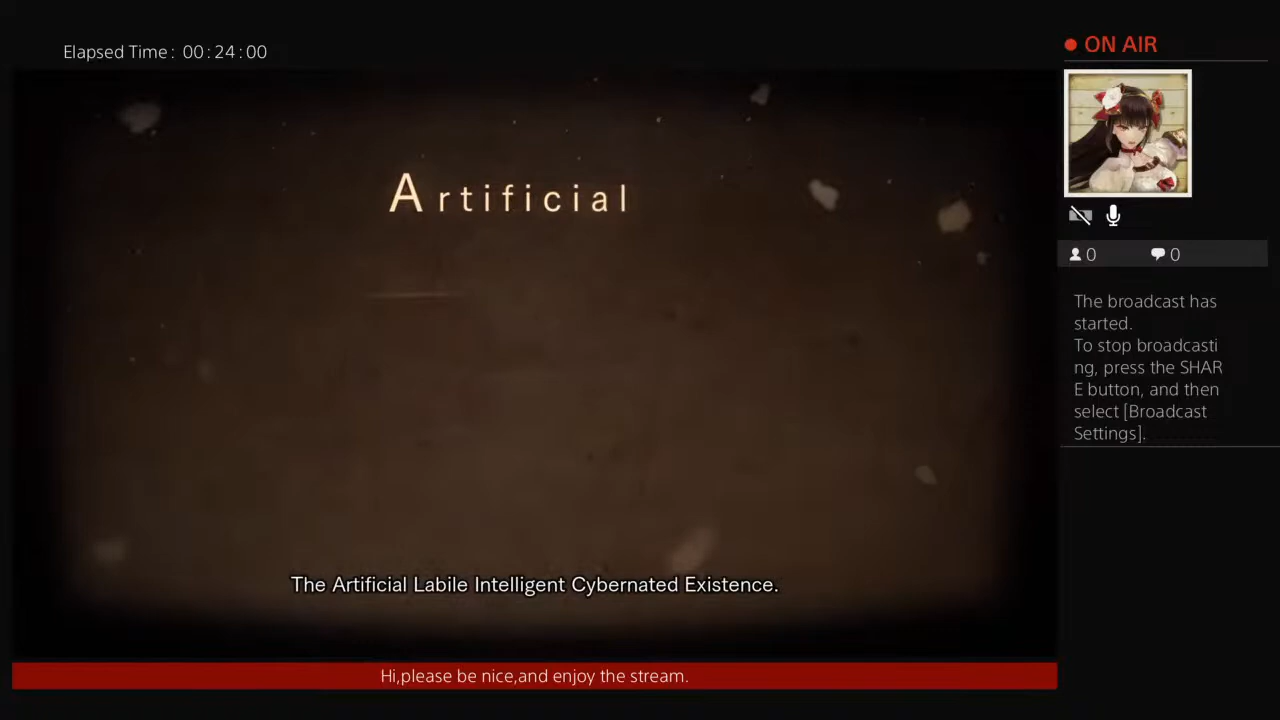 Elapsed Time: 00:24:00
ON AIR
Artificial
0
0
The broadcast has
started.
To stop broadcasti
ng, press the SHAR
E button, and then
select [Broadcast
Settings].
The Artificial Labile Intelligent Cybernated Existence.
Hi,please be nice,and enjoy the stream.